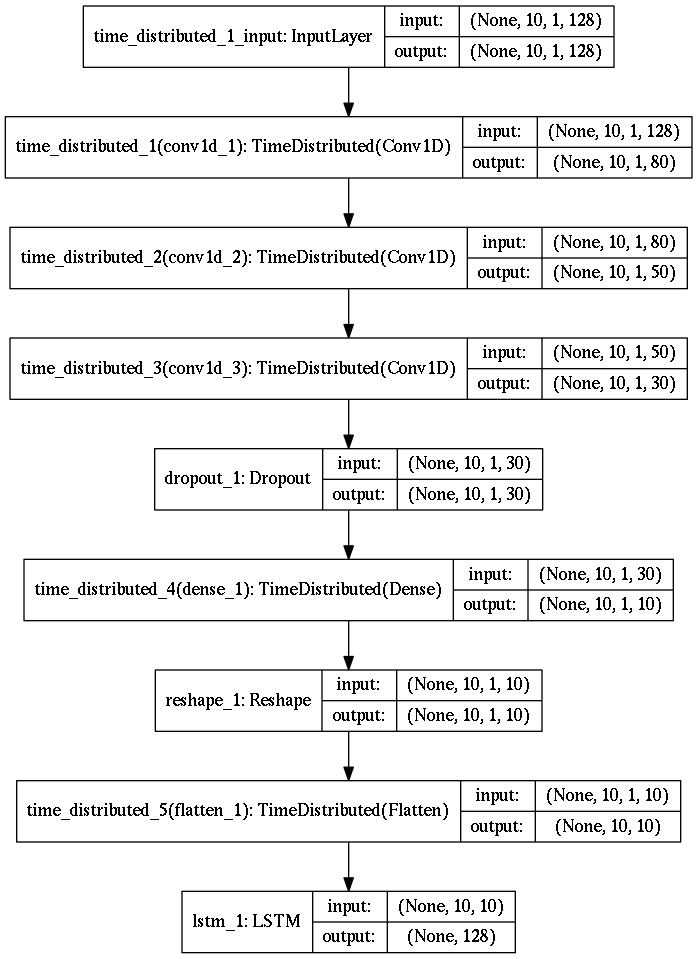 time_distributed_1_input: InputLayer
input: (None, 10, 1, 128)
output: (None, 10, 1, 128)
time_distributed_1(conv1d_1): TimeDistributed(Conv1D)
input: (None, 10, 1, 128)
output: (None, 10, 1, 80)
time_distributed_2(conv1d_2): TimeDistributed(Conv1D)
input: (None, 10, 1, 80)
output: (None, 10, 1, 50)
time_distributed_3(conv1d_3): TimeDistributed(Conv1D)
input: (None, 10, 1, 50)
output: (None, 10, 1, 30)
dropout_1: Dropout
input: (None, 10, 1, 30)
output: (None, 10, 1, 30)
time_distributed_4(dense_1): TimeDistributed(Dense)
input: (None, 10, 1, 30)
output: (None, 10, 1, 10)
reshape_1: Reshape
input: (None, 10, 1, 10)
output: (None, 10, 1, 10)
time_distributed_5(flatten_1): TimeDistributed(Flatten)
input: (None, 10, 1, 10)
output: (None, 10, 10)
lstm_1: LSTM
input: (None, 10, 10)
output: (None, 128)